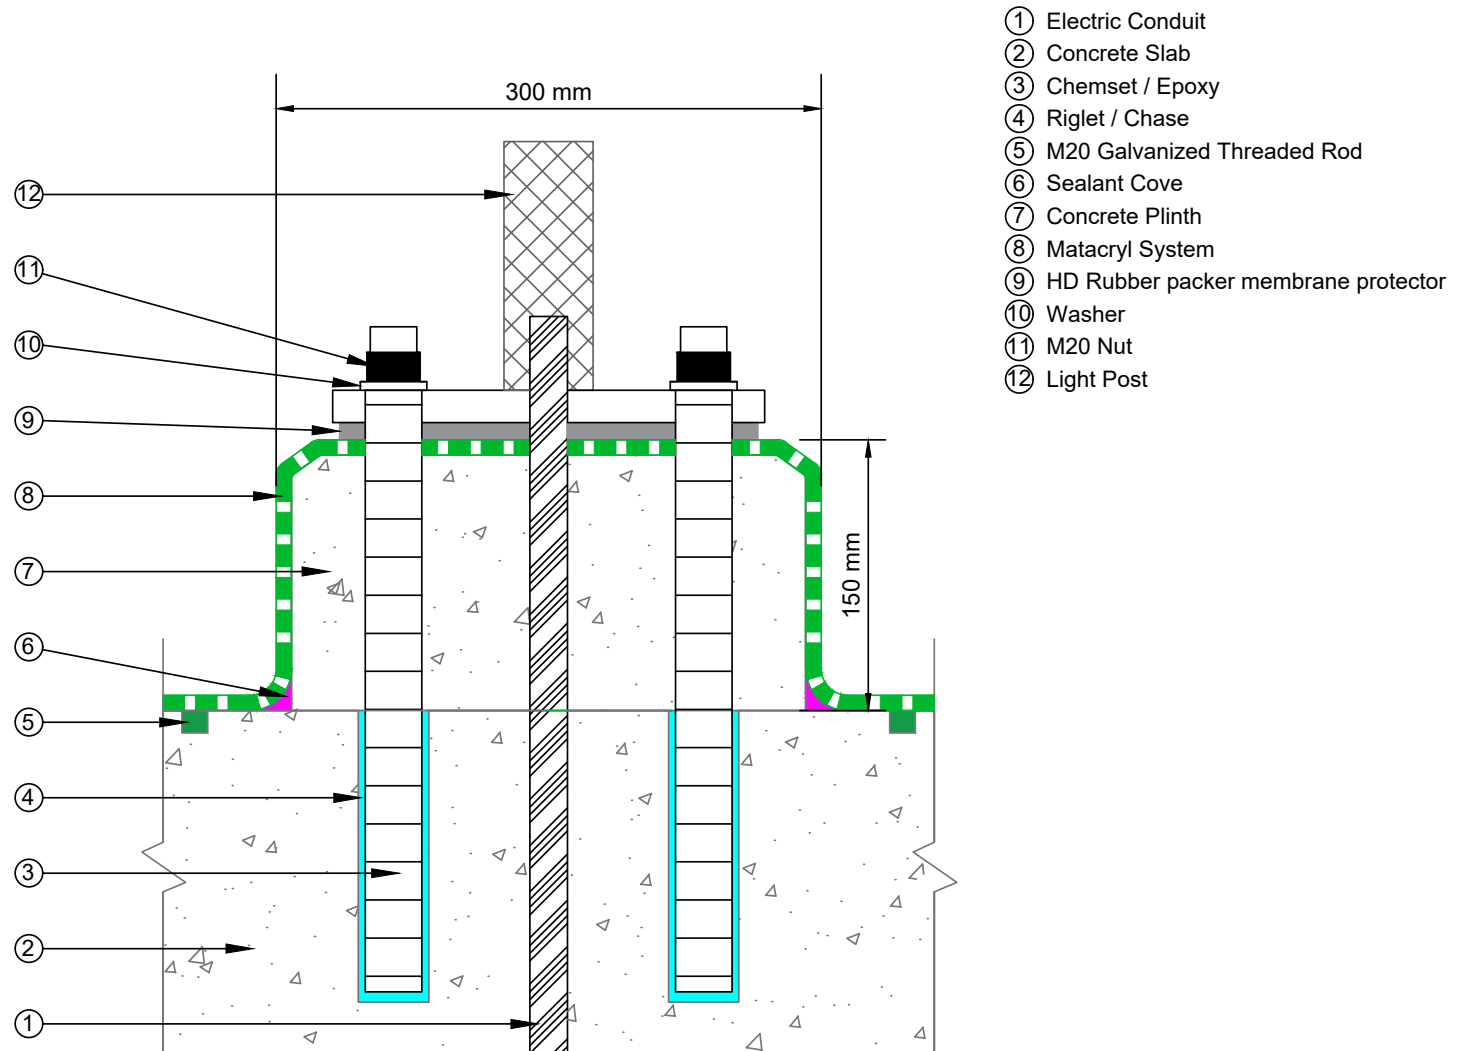 1 Electric Conduit
2 Concrete Slab
3 Chemset / Epoxy
4 Riglet / Chase
5 M20 Galvanized Threaded Rod
6 Sealant Cove
7 Concrete Plinth
8 Matacryl System
9 HD Rubber packer membrane protector
10 Washer
11 M20 Nut
12 Light Post
300 mm
12
11
10
9
8
7
150 mm
6
5
4
3
2
1